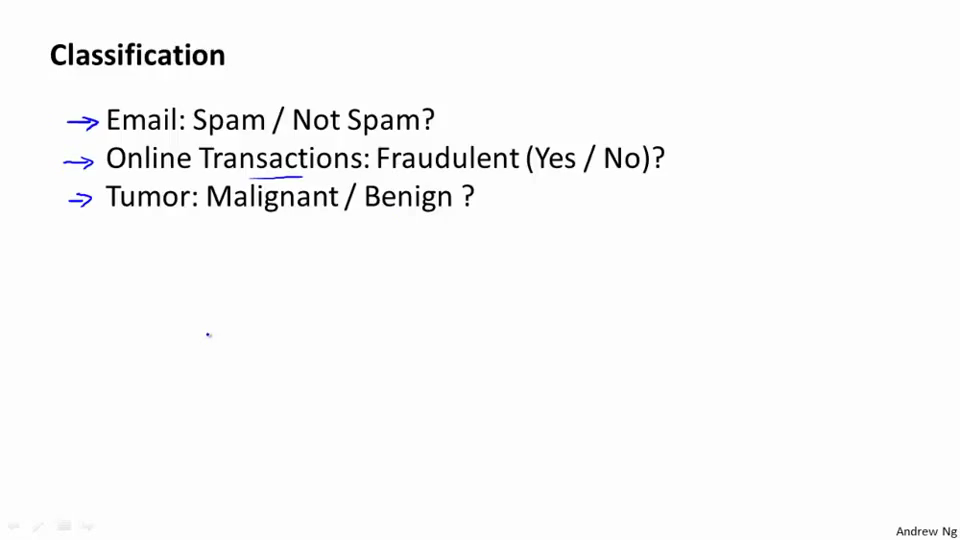 Classification
Email: Spam / Not Spam?
Online Transactions: Fraudulent (Yes / No)?
Tumor: Malignant / Benign ?
Andrew Ng